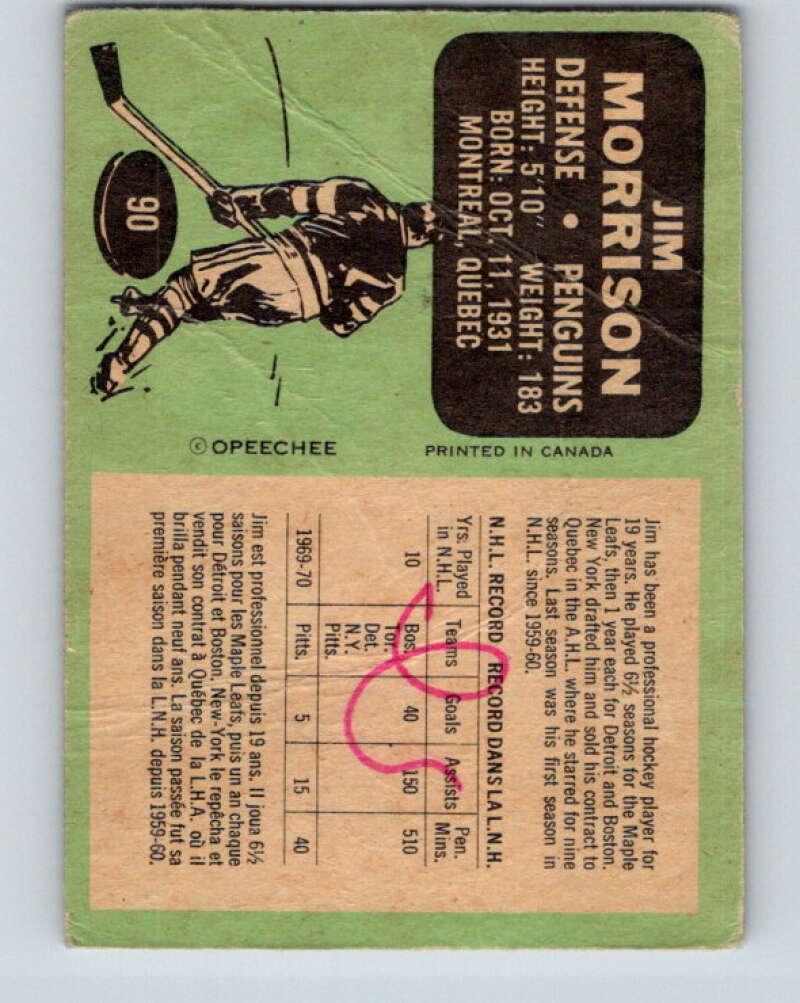 JIM
MORRISON
DEFENSE • PENGUINS
HEIGHT: 5'10" WEIGHT: 183
BORN: OCT. 11, 1931
MONTREAL, QUEBEC
90
© OPEECHEE
PRINTED IN CANADA
Jim has been a professional hockey player for
19 years. He played 6½ seasons for the Maple
Leafs, then 1 year each for Detroit and Boston.
New York drafted him and sold his contract to
Quebec in the A.H.L. where he starred for nine
seasons. Last season was his first season in
N.H.L. since 1959-60.
N.H.L. RECORD RECORD DANS LA L.N.H.
Yrs. Played Teams Goals Assists Pen.
in N.H.L. Mins.
10 Bos. 40 150 510
Tor.
Det.
N.Y.
Pitts.
1969-70 Pitts. 5 15 40
Jim est professionnel depuis 19 ans. Il joua 6½
saisons pour les Maple Leafs, puis un an chaque
pour Détroit et Boston. New-York le repêcha et
vendit son contrat à Québec de la L.H.A. où il
brilla pendant neuf ans. La saison passée fut sa
première saison dans la L.N.H. depuis 1959-60.